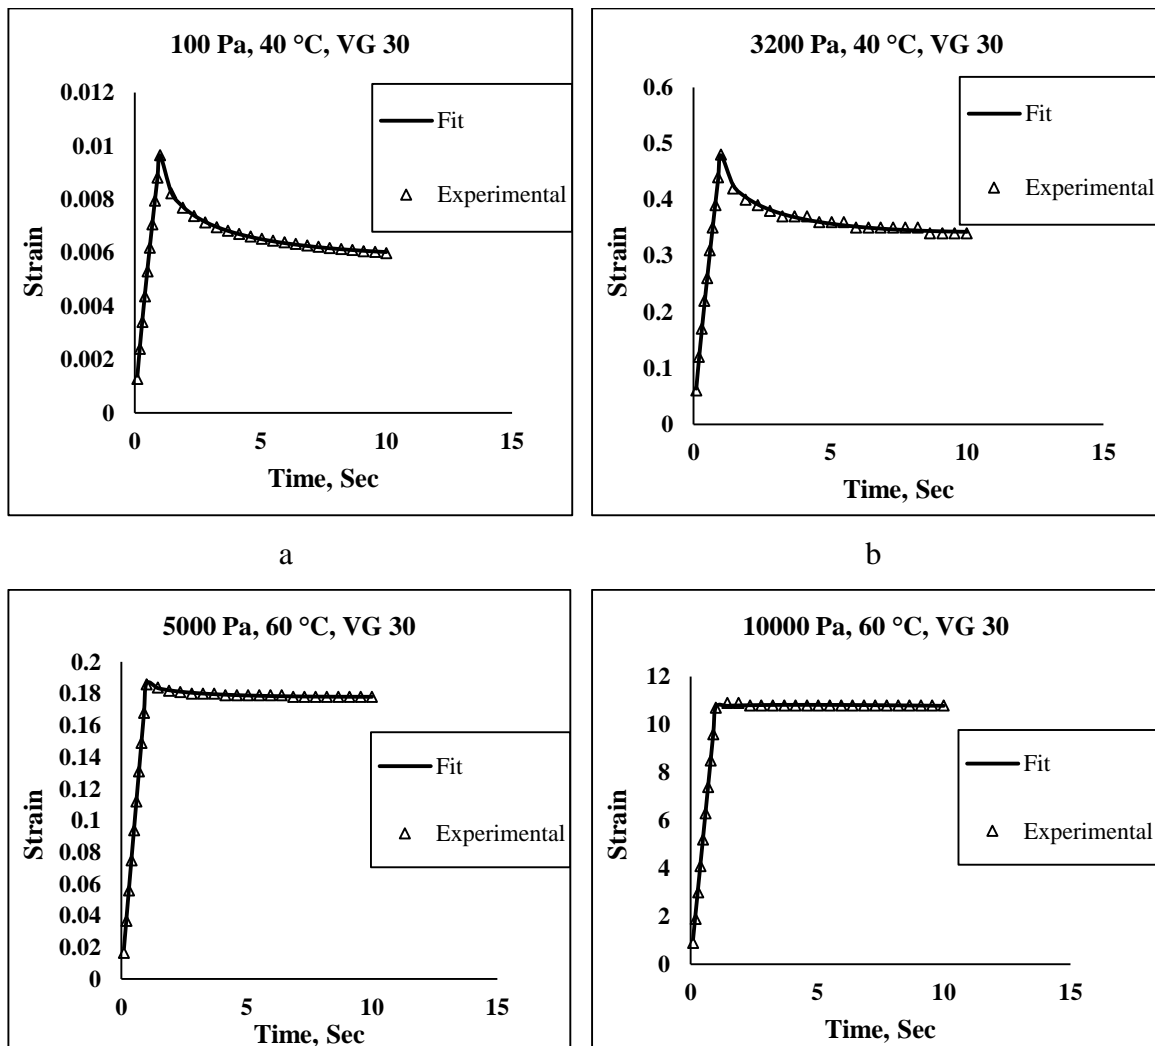 100 Pa, 40 °C, VG 30
0.012
0.01
0.008
0.006
0.004
0.002
0
Strain
0 5 10 15
Time, Sec
Fit
Experimental
a
3200 Pa, 40 °C, VG 30
0.6
0.5
0.4
0.3
0.2
0.1
0
Strain
0 5 10 15
Time, Sec
Fit
Experimental
b
5000 Pa, 60 °C, VG 30
0.2
0.18
0.16
0.14
0.12
0.1
0.08
0.06
0.04
0.02
0
Strain
0 5 10 15
Time, Sec
Fit
Experimental
10000 Pa, 60 °C, VG 30
12
10
8
6
4
2
0
Strain
0 5 10 15
Time, Sec
Fit
Experimental